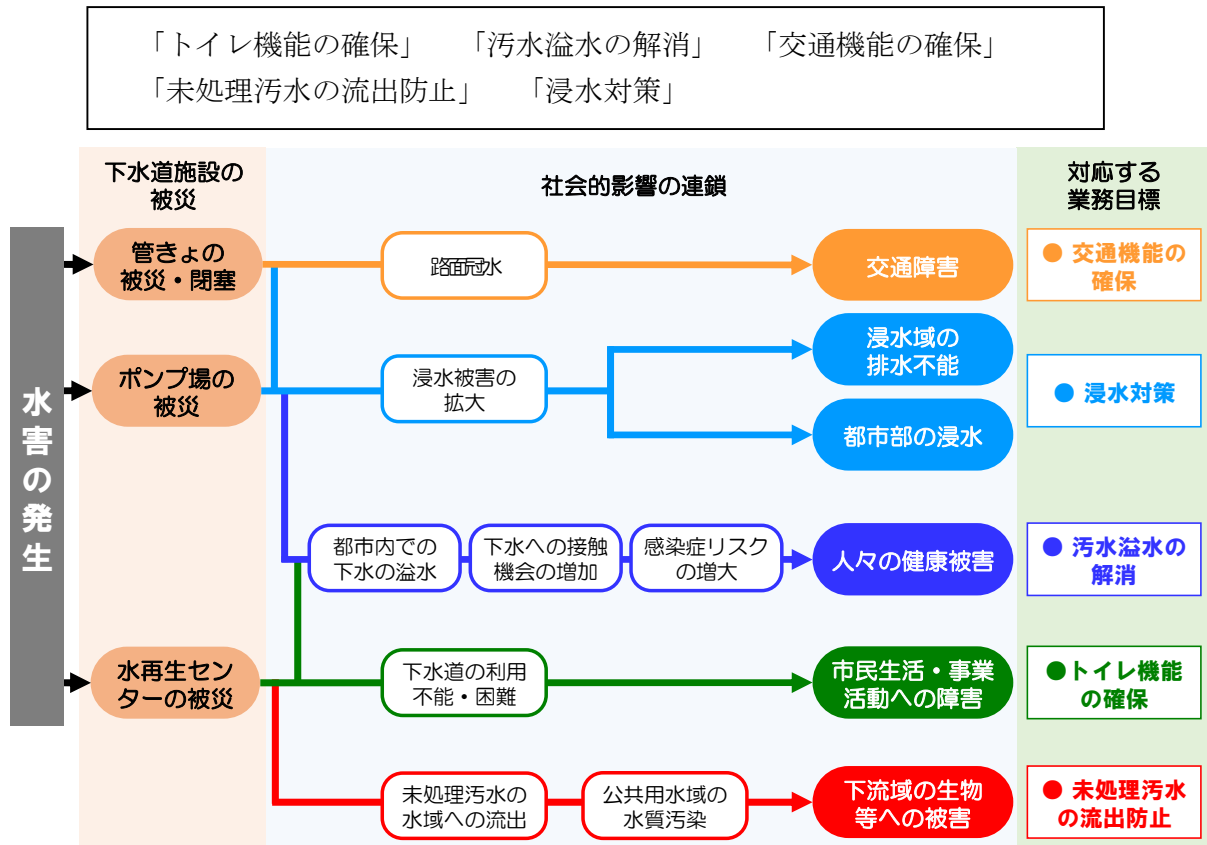 「トイレ機能の確保」 「汚水溢水の解消」 「交通機能の確保」
「未処理汚水の流出防止」 「浸水対策」
下水道施設の
被災
社会的影響の連鎖
対応する
業務目標
水害の発生
管きょの
被災・閉塞
路面冠水
交通障害
● 交通機能の
確保
ポンプ場の
被災
浸水被害の
拡大
浸水域の
排水不能
都市部の浸水
● 浸水対策
都市内での
下水の溢水
下水への接触
機会の増加
感染症リスク
の増大
人々の健康被害
● 汚水溢水の
解消
水再生セン
ターの被災
下水道の利用
不能・困難
市民生活・事業
活動への障害
●トイレ機能
の確保
未処理汚水の
水域への流出
公共用水域の
水質汚染
下流域の生物
等への被害
● 未処理汚水
の流出防止